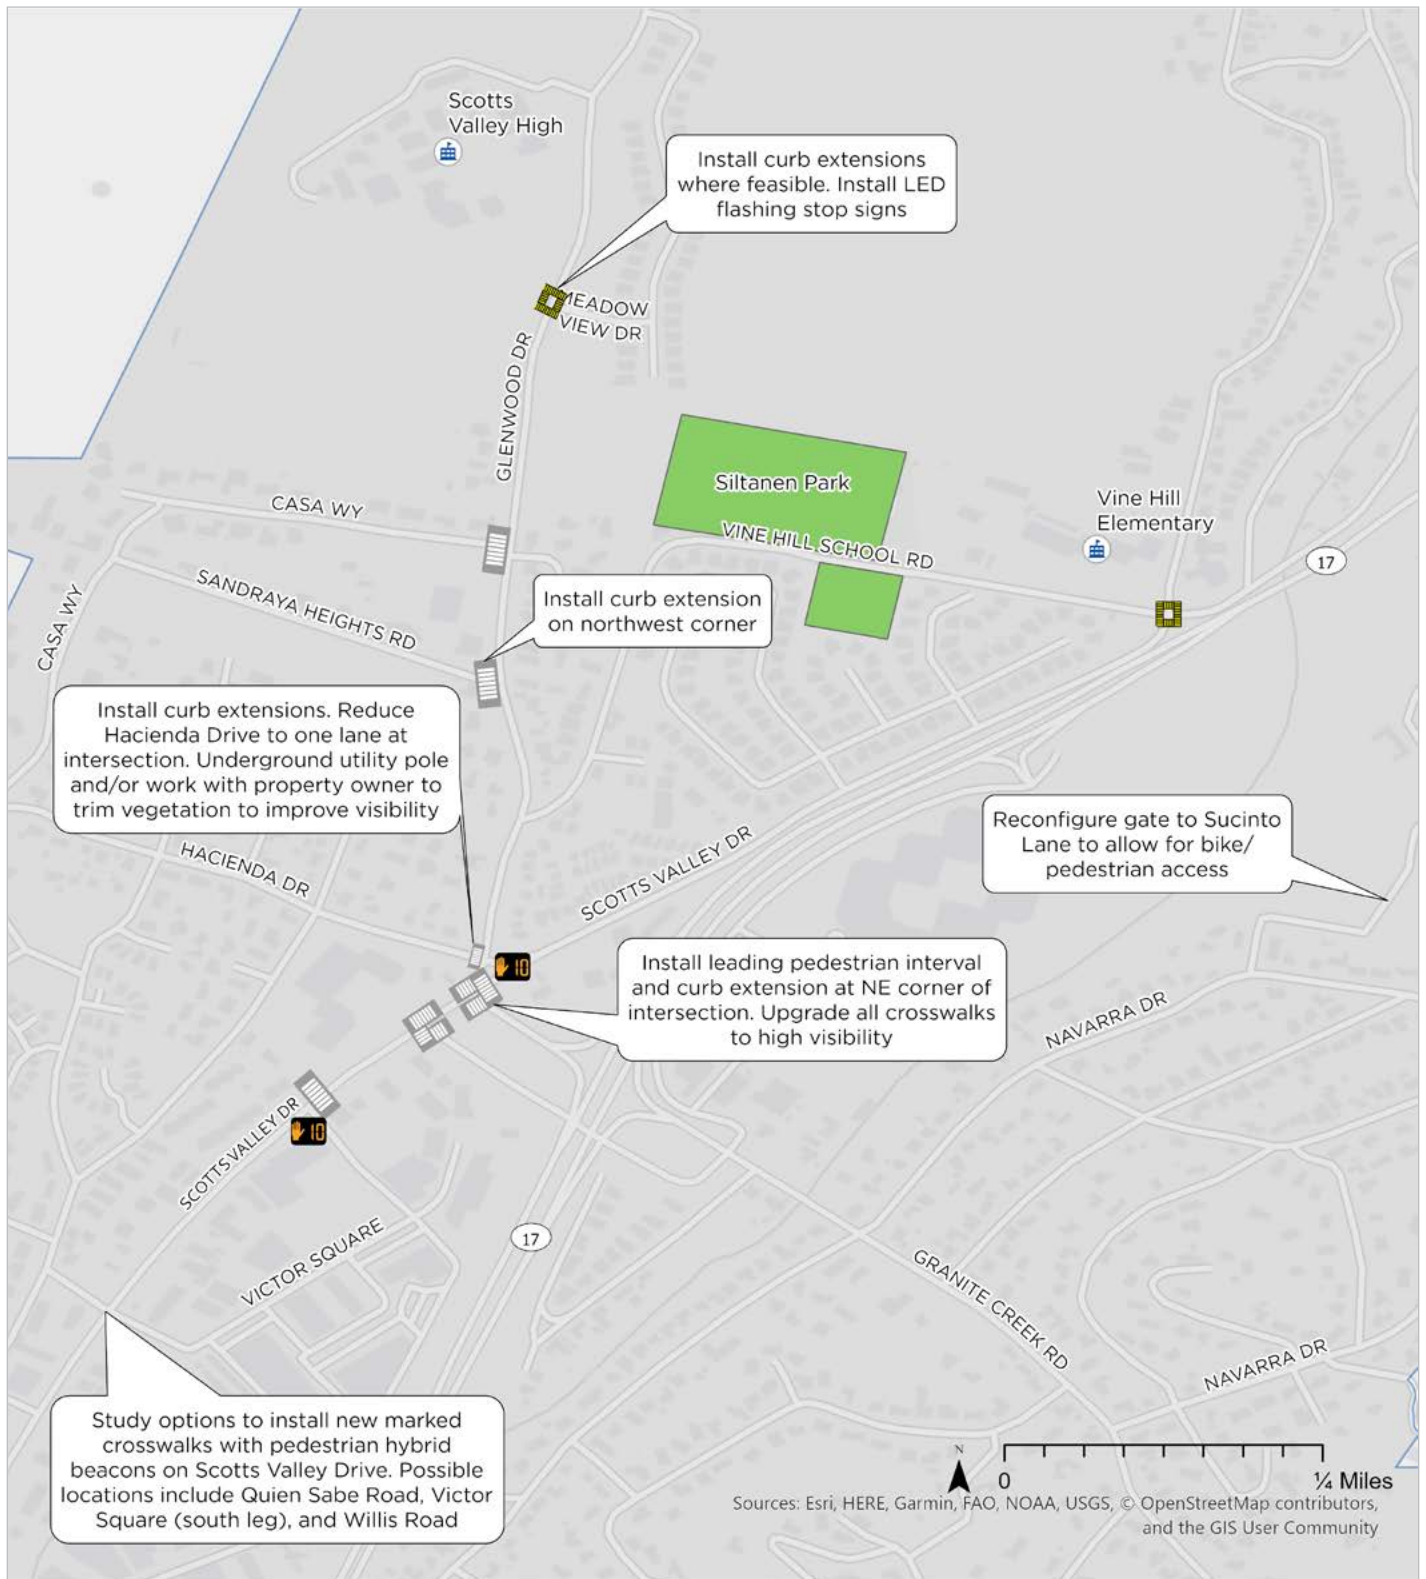 Scotts
Valley High
Install curb extensions
where feasible. Install LED
flashing stop signs
MEADOW
VIEW DR
GLENWOOD DR
Siltanen Park
CASA WY
VINE HILL SCHOOL RD
Vine Hill
Elementary
17
SANDRAYA HEIGHTS RD
CASA WY
Install curb extension
on northwest corner
Install curb extensions. Reduce
Hacienda Drive to one lane at
intersection. Underground utility pole
and/or work with property owner to
trim vegetation to improve visibility
HACIENDA DR
SCOTTS VALLEY DR
Reconfigure gate to Sucinto
Lane to allow for bike/
pedestrian access
10
Install leading pedestrian interval
and curb extension at NE corner of
intersection. Upgrade all crosswalks
to high visibility
NAVARRA DR
SCOTTS VALLEY DR
10
VICTOR SQUARE
17
GRANITE CREEK RD
NAVARRA DR
Study options to install new marked
crosswalks with pedestrian hybrid
beacons on Scotts Valley Drive. Possible
locations include Quien Sabe Road, Victor
Square (south leg), and Willis Road
N
0
¼ Miles
Sources: Esri, HERE, Garmin, FAO, NOAA, USGS, © OpenStreetMap contributors,
and the GIS User Community